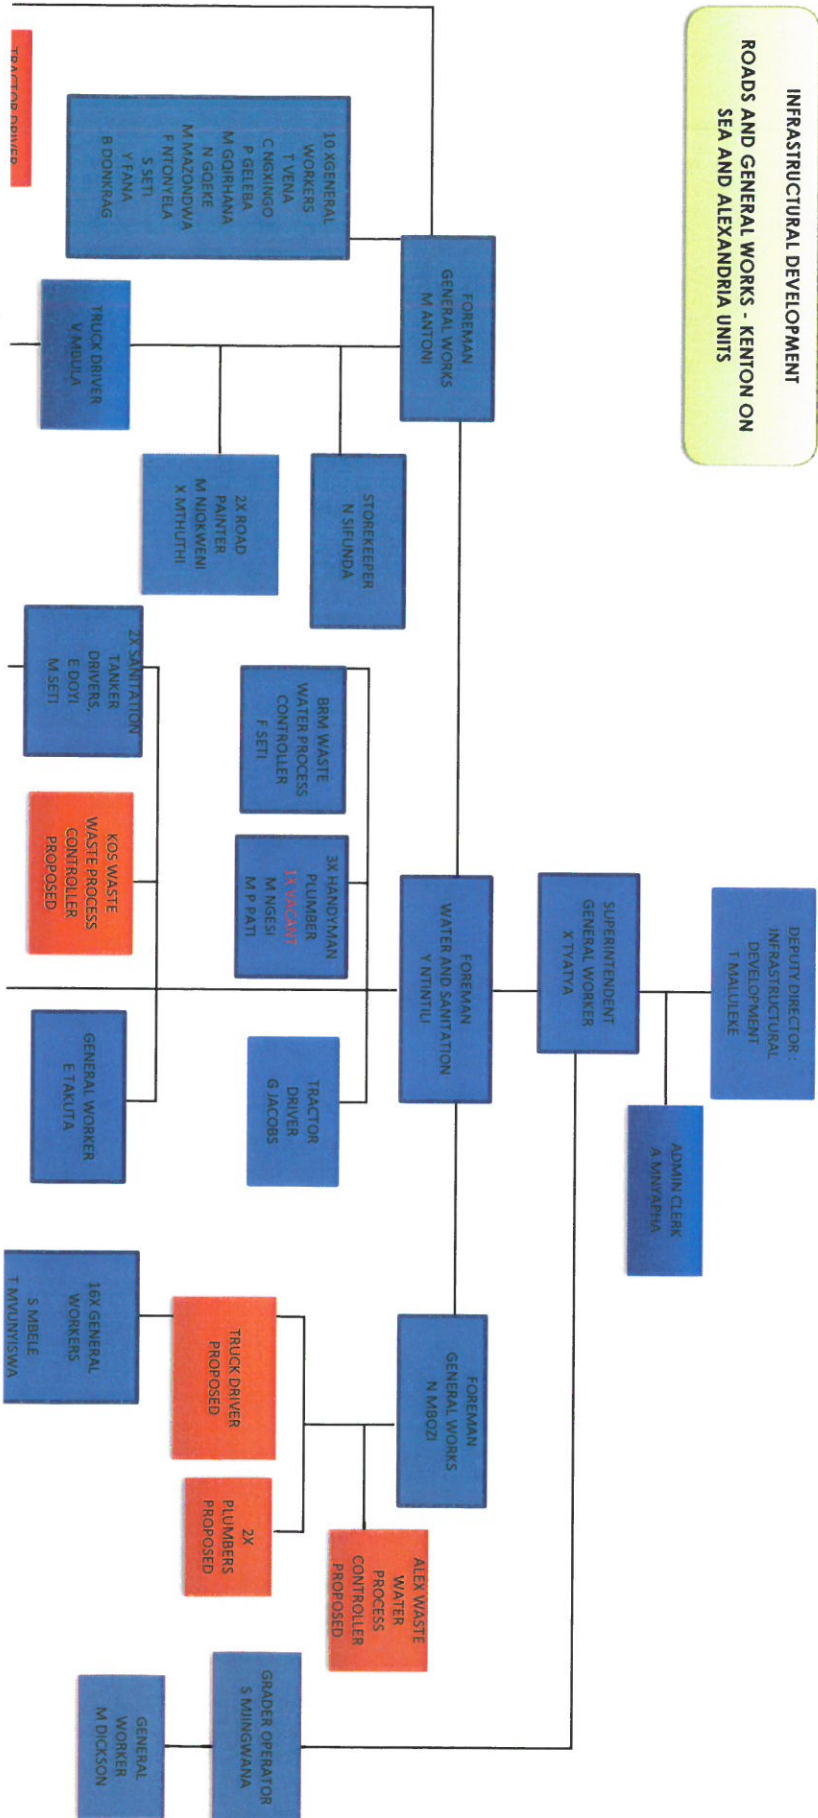 INFRASTRUCTURAL DEVELOPMENT
ROADS AND GENERAL WORKS - KENTON ON
SEA AND ALEXANDRIA UNITS
DEPUTY DIRECTOR :
INFRASTRUCTURAL
DEVELOPMENT
T MALULEKE
ADMIN CLERK
A MNYAPHA
SUPERINTENDENT
GENERAL WORKER
X TYATYA
FOREMAN
GENERAL WORKS
M ANTONI
FOREMAN
WATER AND SANITATION
Y NTINTILI
FOREMAN
GENERAL WORKS
N MBOZI
10 XGENERAL
WORKERS
T VENA
C NGXINGO
P GELEBA
M GQIRHANA
N GQEKE
M MAZONDWA
F NTONYELA
S SETI
Y FANA
B DONKRAG
STOREKEEPER
N SIFUNDA
2X ROAD
PAINTER
M NJOKWENI
X MTHUTHI
TRUCK DRIVER
V MBULA
TRACTOR DRIVER
BRM WASTE
WATER PROCESS
CONTROLLER
F SETI
3X HANDYMAN
PLUMBER
1X VACANT
M NGESI
M P PATI
TRACTOR
DRIVER
G JACOBS
2X SANITATION
TANKER
DRIVERS,
E DOYI
M SETI
KOS WASTE
WASTE PROCESS
CONTROLLER
PROPOSED
GENERAL WORKER
E TAKUTA
ALEX WASTE
WATER
PROCESS
CONTROLLER
PROPOSED
TRUCK DRIVER
PROPOSED
2X
PLUMBERS
PROPOSED
16X GENERAL
WORKERS
S MBELE
T MVUNYISWA
GRADER OPERATOR
S MJINGWANA
GENERAL
WORKER
M DICKSON